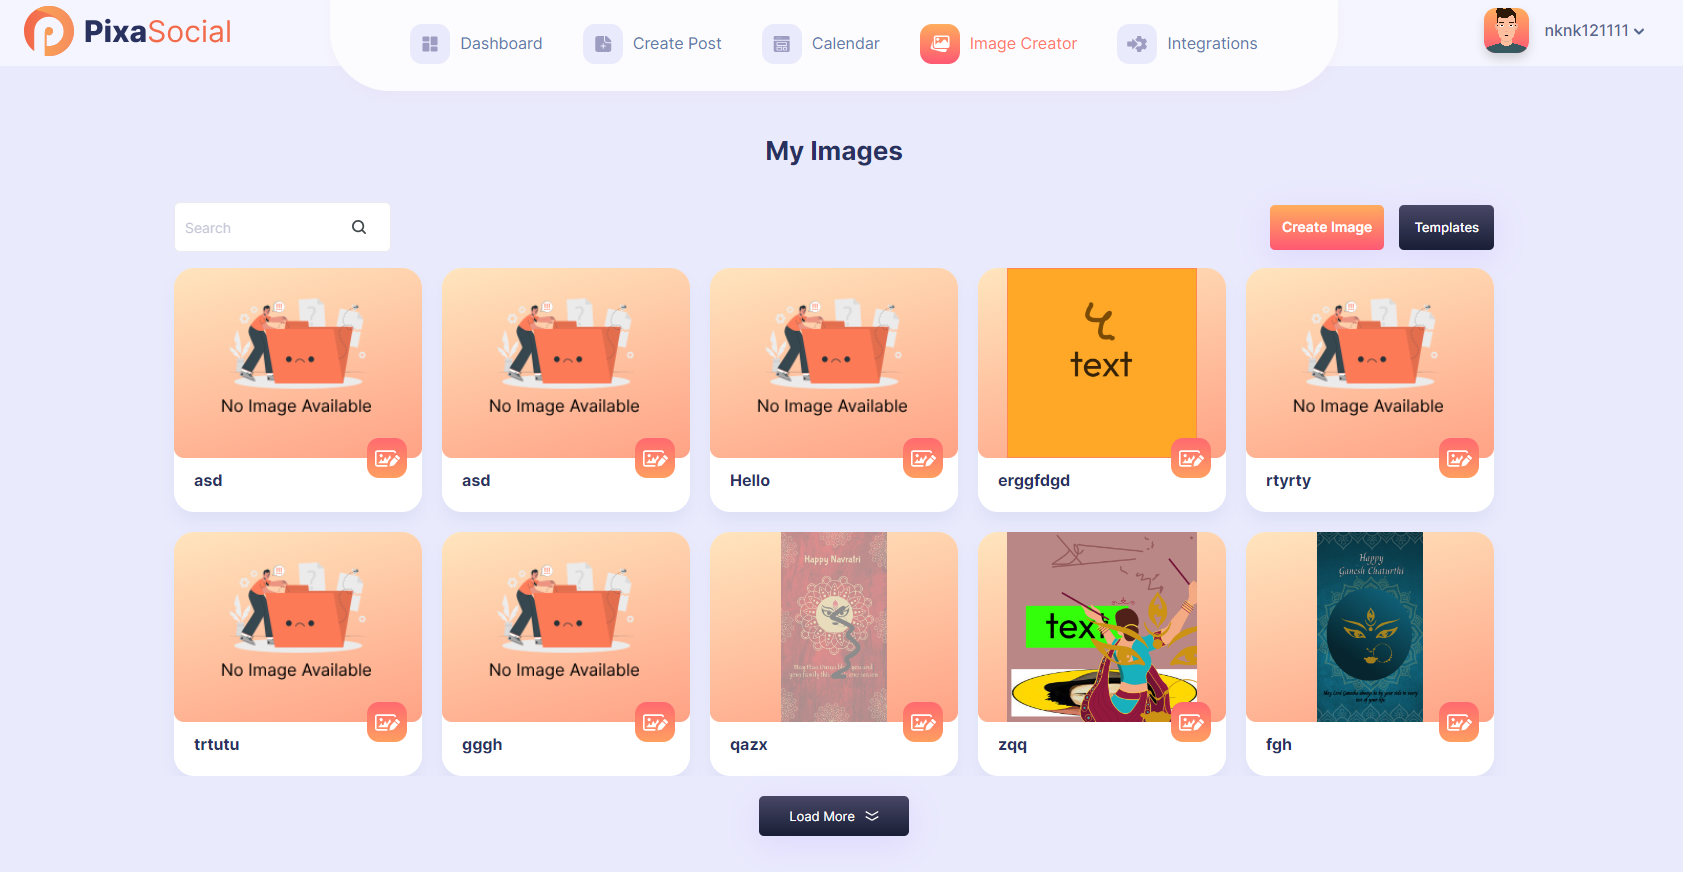 PixaSocial
Dashboard
Create Post
Calendar
Image Creator
Integrations
nknk121111
My Images
Search
Create Image
Templates
No Image Available
asd
No Image Available
asd
No Image Available
Hello
text
erggfdgd
No Image Available
rtyrty
No Image Available
trtutu
No Image Available
gggh
Happy Navratri
qazx
text
zqq
Happy
Ganesh Chaturthi
fgh
Load More